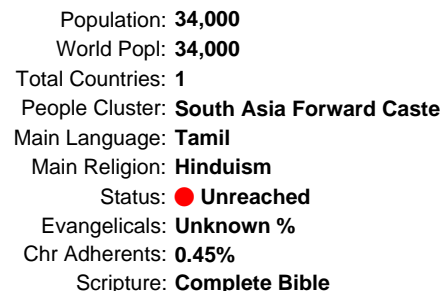 Population: 34,000
World Popl: 34,000
Total Countries: 1
People Cluster: South Asia Forward Caste
Main Language: Tamil
Main Religion: Hinduism
Status: Unreached
Evangelicals: Unknown %
Chr Adherents: 0.45%
Scripture: Complete Bible